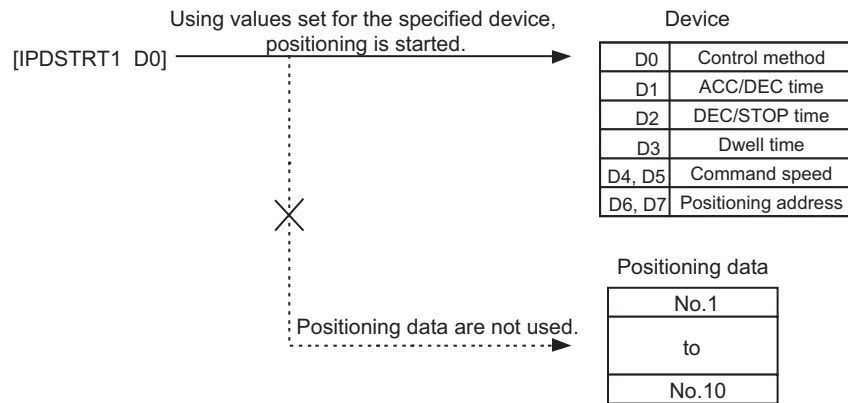 Using values set for the specified device,
positioning is started.
Device
[IPDSTRT1 D0]
D0 Control method
D1 ACC/DEC time
D2 DEC/STOP time
D3 Dwell time
D4, D5 Command speed
D6, D7 Positioning address
Positioning data
No.1
Positioning data are not used.
to
No.10